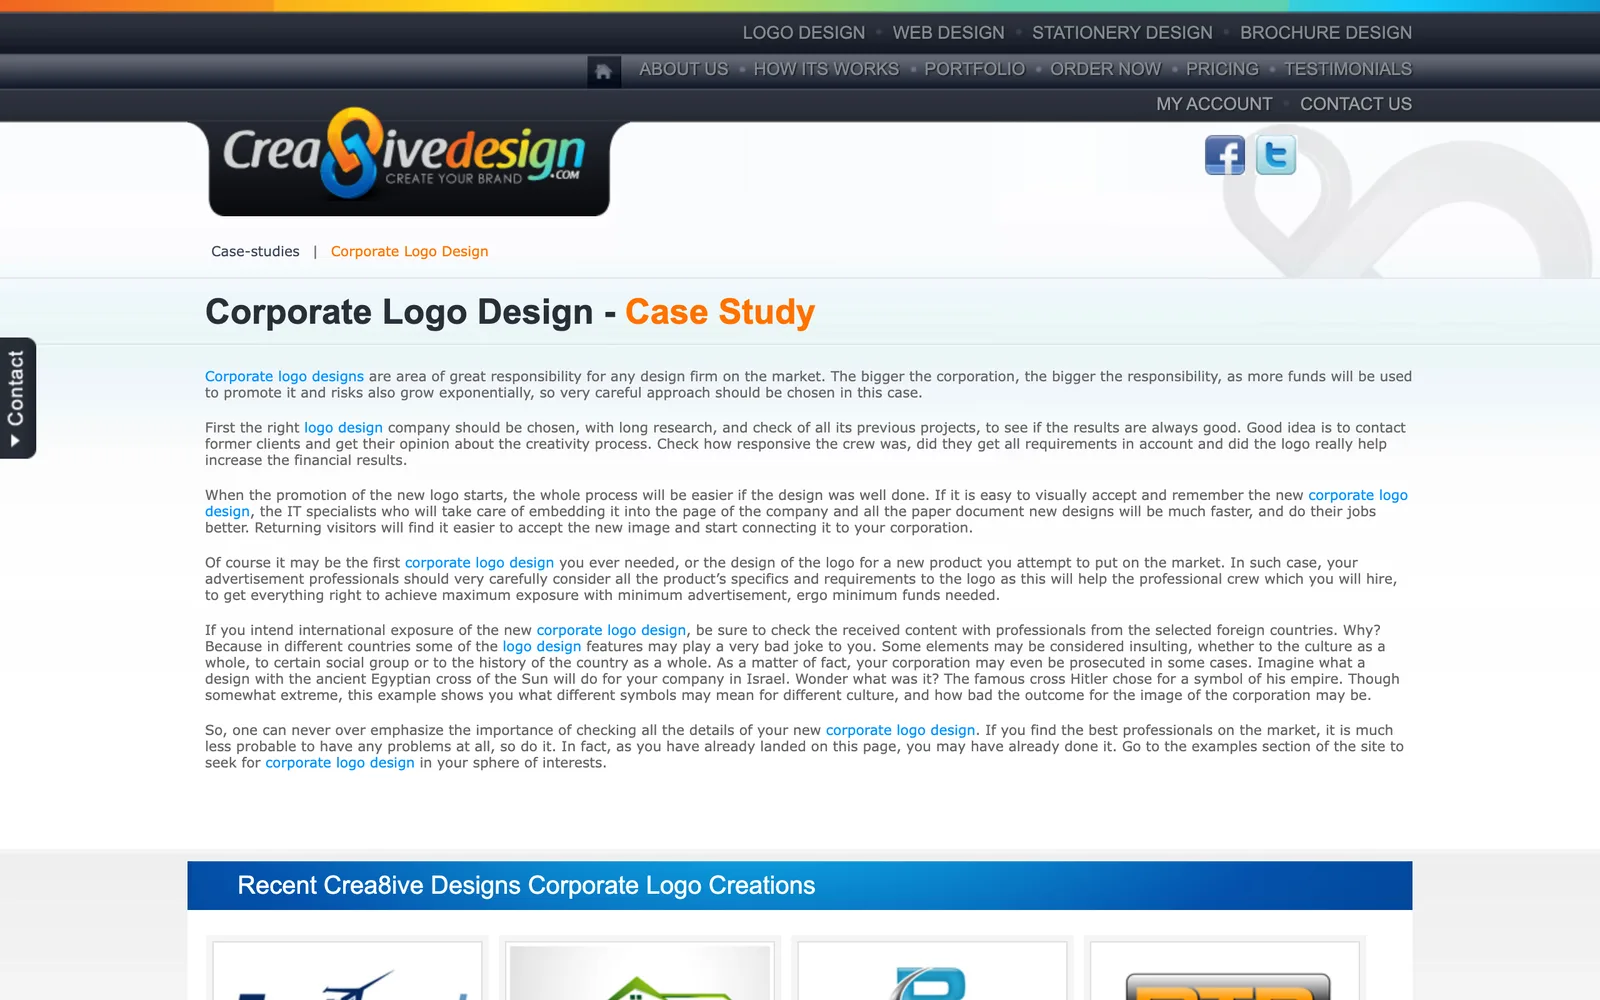 LOGO DESIGN • WEB DESIGN • STATIONERY DESIGN • BROCHURE DESIGN
ABOUT US • HOW ITS WORKS • PORTFOLIO • ORDER NOW • PRICING • TESTIMONIALS
MY ACCOUNT • CONTACT US
Crea8ivedesign.COM
CREATE YOUR BRAND
Case-studies | Corporate Logo Design
Corporate Logo Design - Case Study
Contact
Corporate logo designs are area of great responsibility for any design firm on the market. The bigger the corporation, the bigger the responsibility, as more funds will be used
to promote it and risks also grow exponentially, so very careful approach should be chosen in this case.
First the right logo design company should be chosen, with long research, and check of all its previous projects, to see if the results are always good. Good idea is to contact
former clients and get their opinion about the creativity process. Check how responsive the crew was, did they get all requirements in account and did the logo really help
increase the financial results.
When the promotion of the new logo starts, the whole process will be easier if the design was well done. If it is easy to visually accept and remember the new corporate logo
design, the IT specialists who will take care of embedding it into the page of the company and all the paper document new designs will be much faster, and do their jobs
better. Returning visitors will find it easier to accept the new image and start connecting it to your corporation.
Of course it may be the first corporate logo design you ever needed, or the design of the logo for a new product you attempt to put on the market. In such case, your
advertisement professionals should very carefully consider all the product’s specifics and requirements to the logo as this will help the professional crew which you will hire,
to get everything right to achieve maximum exposure with minimum advertisement, ergo minimum funds needed.
If you intend international exposure of the new corporate logo design, be sure to check the received content with professionals from the selected foreign countries. Why?
Because in different countries some of the logo design features may play a very bad joke to you. Some elements may be considered insulting, whether to the culture as a
whole, to certain social group or to the history of the country as a whole. As a matter of fact, your corporation may even be prosecuted in some cases. Imagine what a
design with the ancient Egyptian cross of the Sun will do for your company in Israel. Wonder what was it? The famous cross Hitler chose for a symbol of his empire. Though
somewhat extreme, this example shows you what different symbols may mean for different culture, and how bad the outcome for the image of the corporation may be.
So, one can never over emphasize the importance of checking all the details of your new corporate logo design. If you find the best professionals on the market, it is much
less probable to have any problems at all, so do it. In fact, as you have already landed on this page, you may have already done it. Go to the examples section of the site to
seek for corporate logo design in your sphere of interests.
Recent Crea8ive Designs Corporate Logo Creations